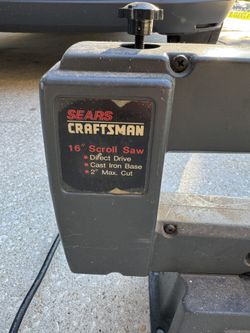 SEARS
CRAFTSMAN
16" Scroll Saw
• Direct Drive
• Cast Iron Base
• 2" Max. Cut